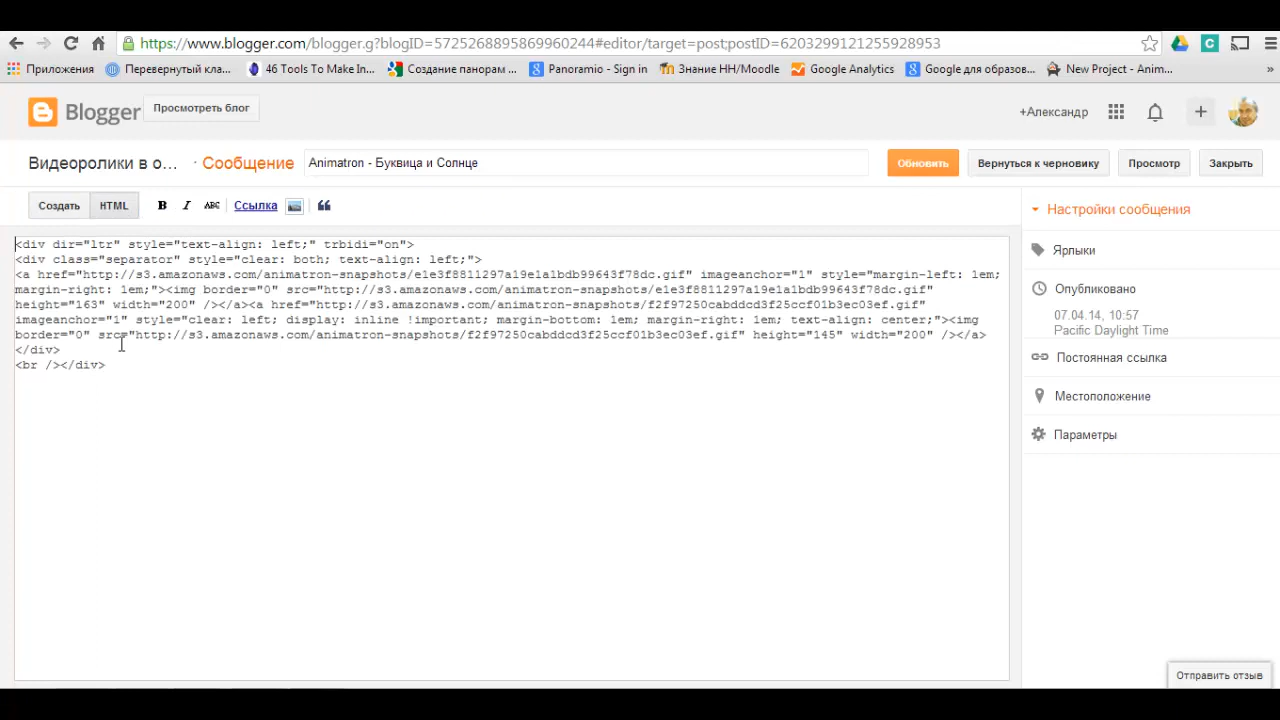 https://www.blogger.com/blogger.g?blogID=5725268895869960244#editor/target=post;postID=6203299121255928953
Приложения Перевернутый кла... 46 Tools To Make In... Создание панорам ... Panoramio - Sign in Знание НН/Moodle Google Analytics Google для образов... New Project - Anim... »
Blogger Просмотреть блог +Александр
Видеоролики в о... · Сообщение Animatron - Буквица и Солнце Обновить Вернуться к черновику Просмотр Закрыть
Создать HTML B I ABC Ссылка
Настройки сообщения
<div dir="ltr" style="text-align: left;" trbidi="on">
<div class="separator" style="clear: both; text-align: left;">
<a href="http://s3.amazonaws.com/animatron-snapshots/e1e3f8811297a19e1a1bdb99643f78dc.gif" imageanchor="1" style="margin-left: 1em;
margin-right: 1em;"><img border="0" src="http://s3.amazonaws.com/animatron-snapshots/e1e3f8811297a19e1a1bdb99643f78dc.gif"
height="163" width="200" /></a><a href="http://s3.amazonaws.com/animatron-snapshots/f2f97250cabddcd3f25ccf01b3ec03ef.gif"
imageanchor="1" style="clear: left; display: inline !important; margin-bottom: 1em; margin-right: 1em; text-align: center;"><img
border="0" src="http://s3.amazonaws.com/animatron-snapshots/f2f97250cabddcd3f25ccf01b3ec03ef.gif" height="145" width="200" /></a>
</div>
<br /></div>
Ярлыки
Опубликовано
07.04.14, 10:57
Pacific Daylight Time
Постоянная ссылка
Местоположение
Параметры
Отправить отзыв